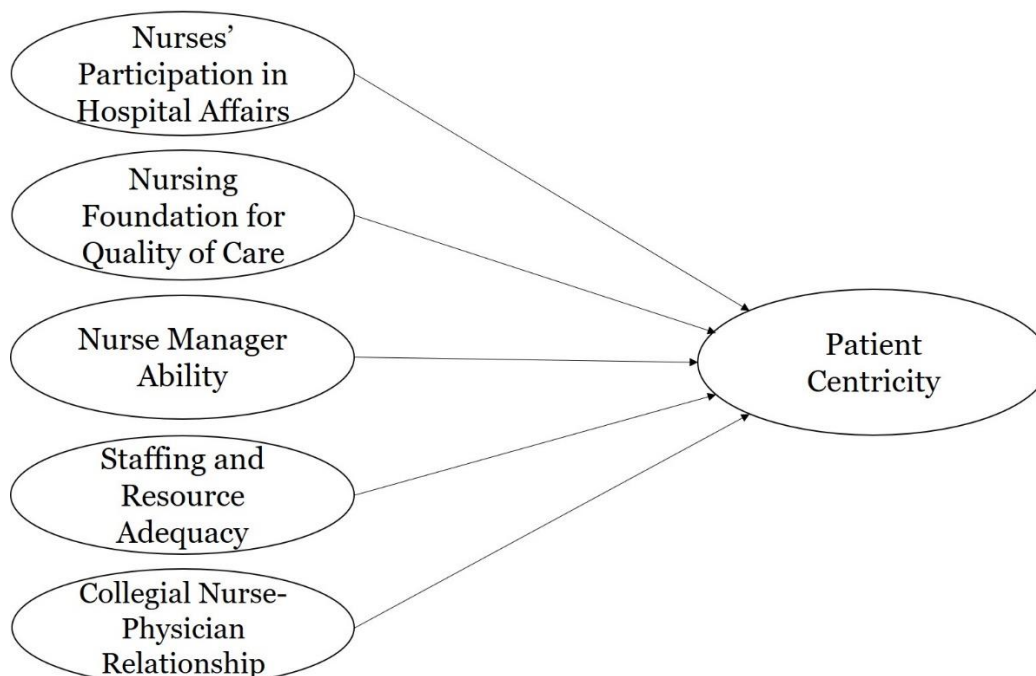 Nurses’
Participation in
Hospital Affairs
Nursing
Foundation for
Quality of Care
Nurse Manager
Ability
Staffing and
Resource
Adequacy
Collegial Nurse-
Physician
Relationship
Patient
Centricity